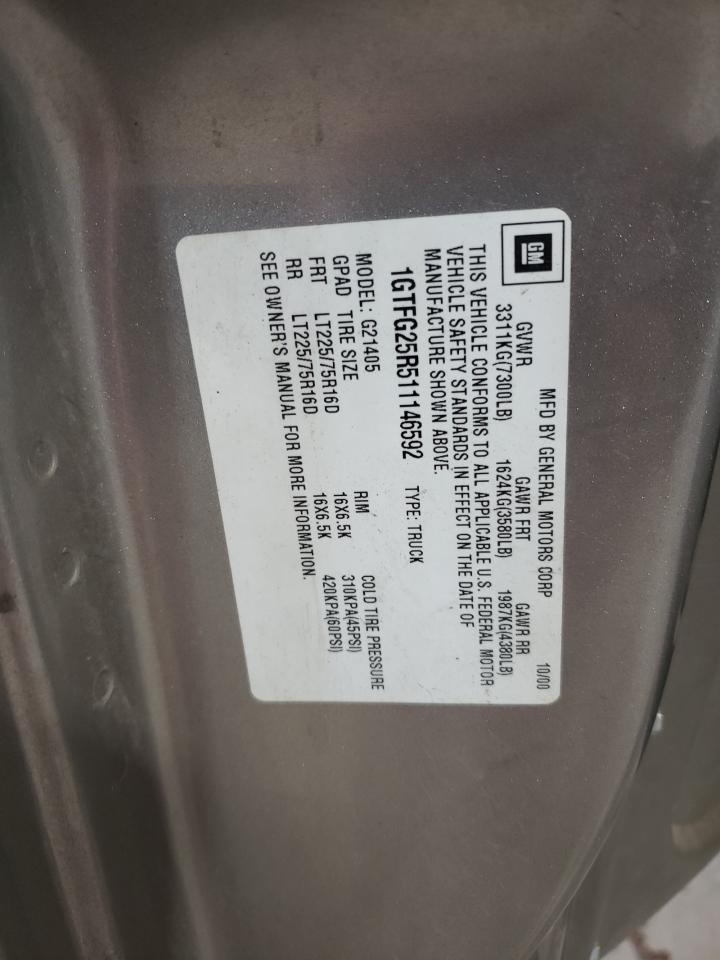 GM
MFD BY GENERAL MOTORS CORP 10/00
GVWR GAWR FRT GAWR RR
3311KG(7300LB) 1624KG(3580LB) 1987KG(4380LB)
THIS VEHICLE CONFORMS TO ALL APPLICABLE U.S. FEDERAL MOTOR
VEHICLE SAFETY STANDARDS IN EFFECT ON THE DATE OF
MANUFACTURE SHOWN ABOVE.
1GTFG25R511146592 TYPE: TRUCK
MODEL: G21405
GPAD TIRE SIZE RIM COLD TIRE PRESSURE
FRT LT225/75R16D 16X6.5K 310KPA(45PSI)
RR LT225/75R16D 16X6.5K 420KPA(60PSI)
SEE OWNER'S MANUAL FOR MORE INFORMATION.